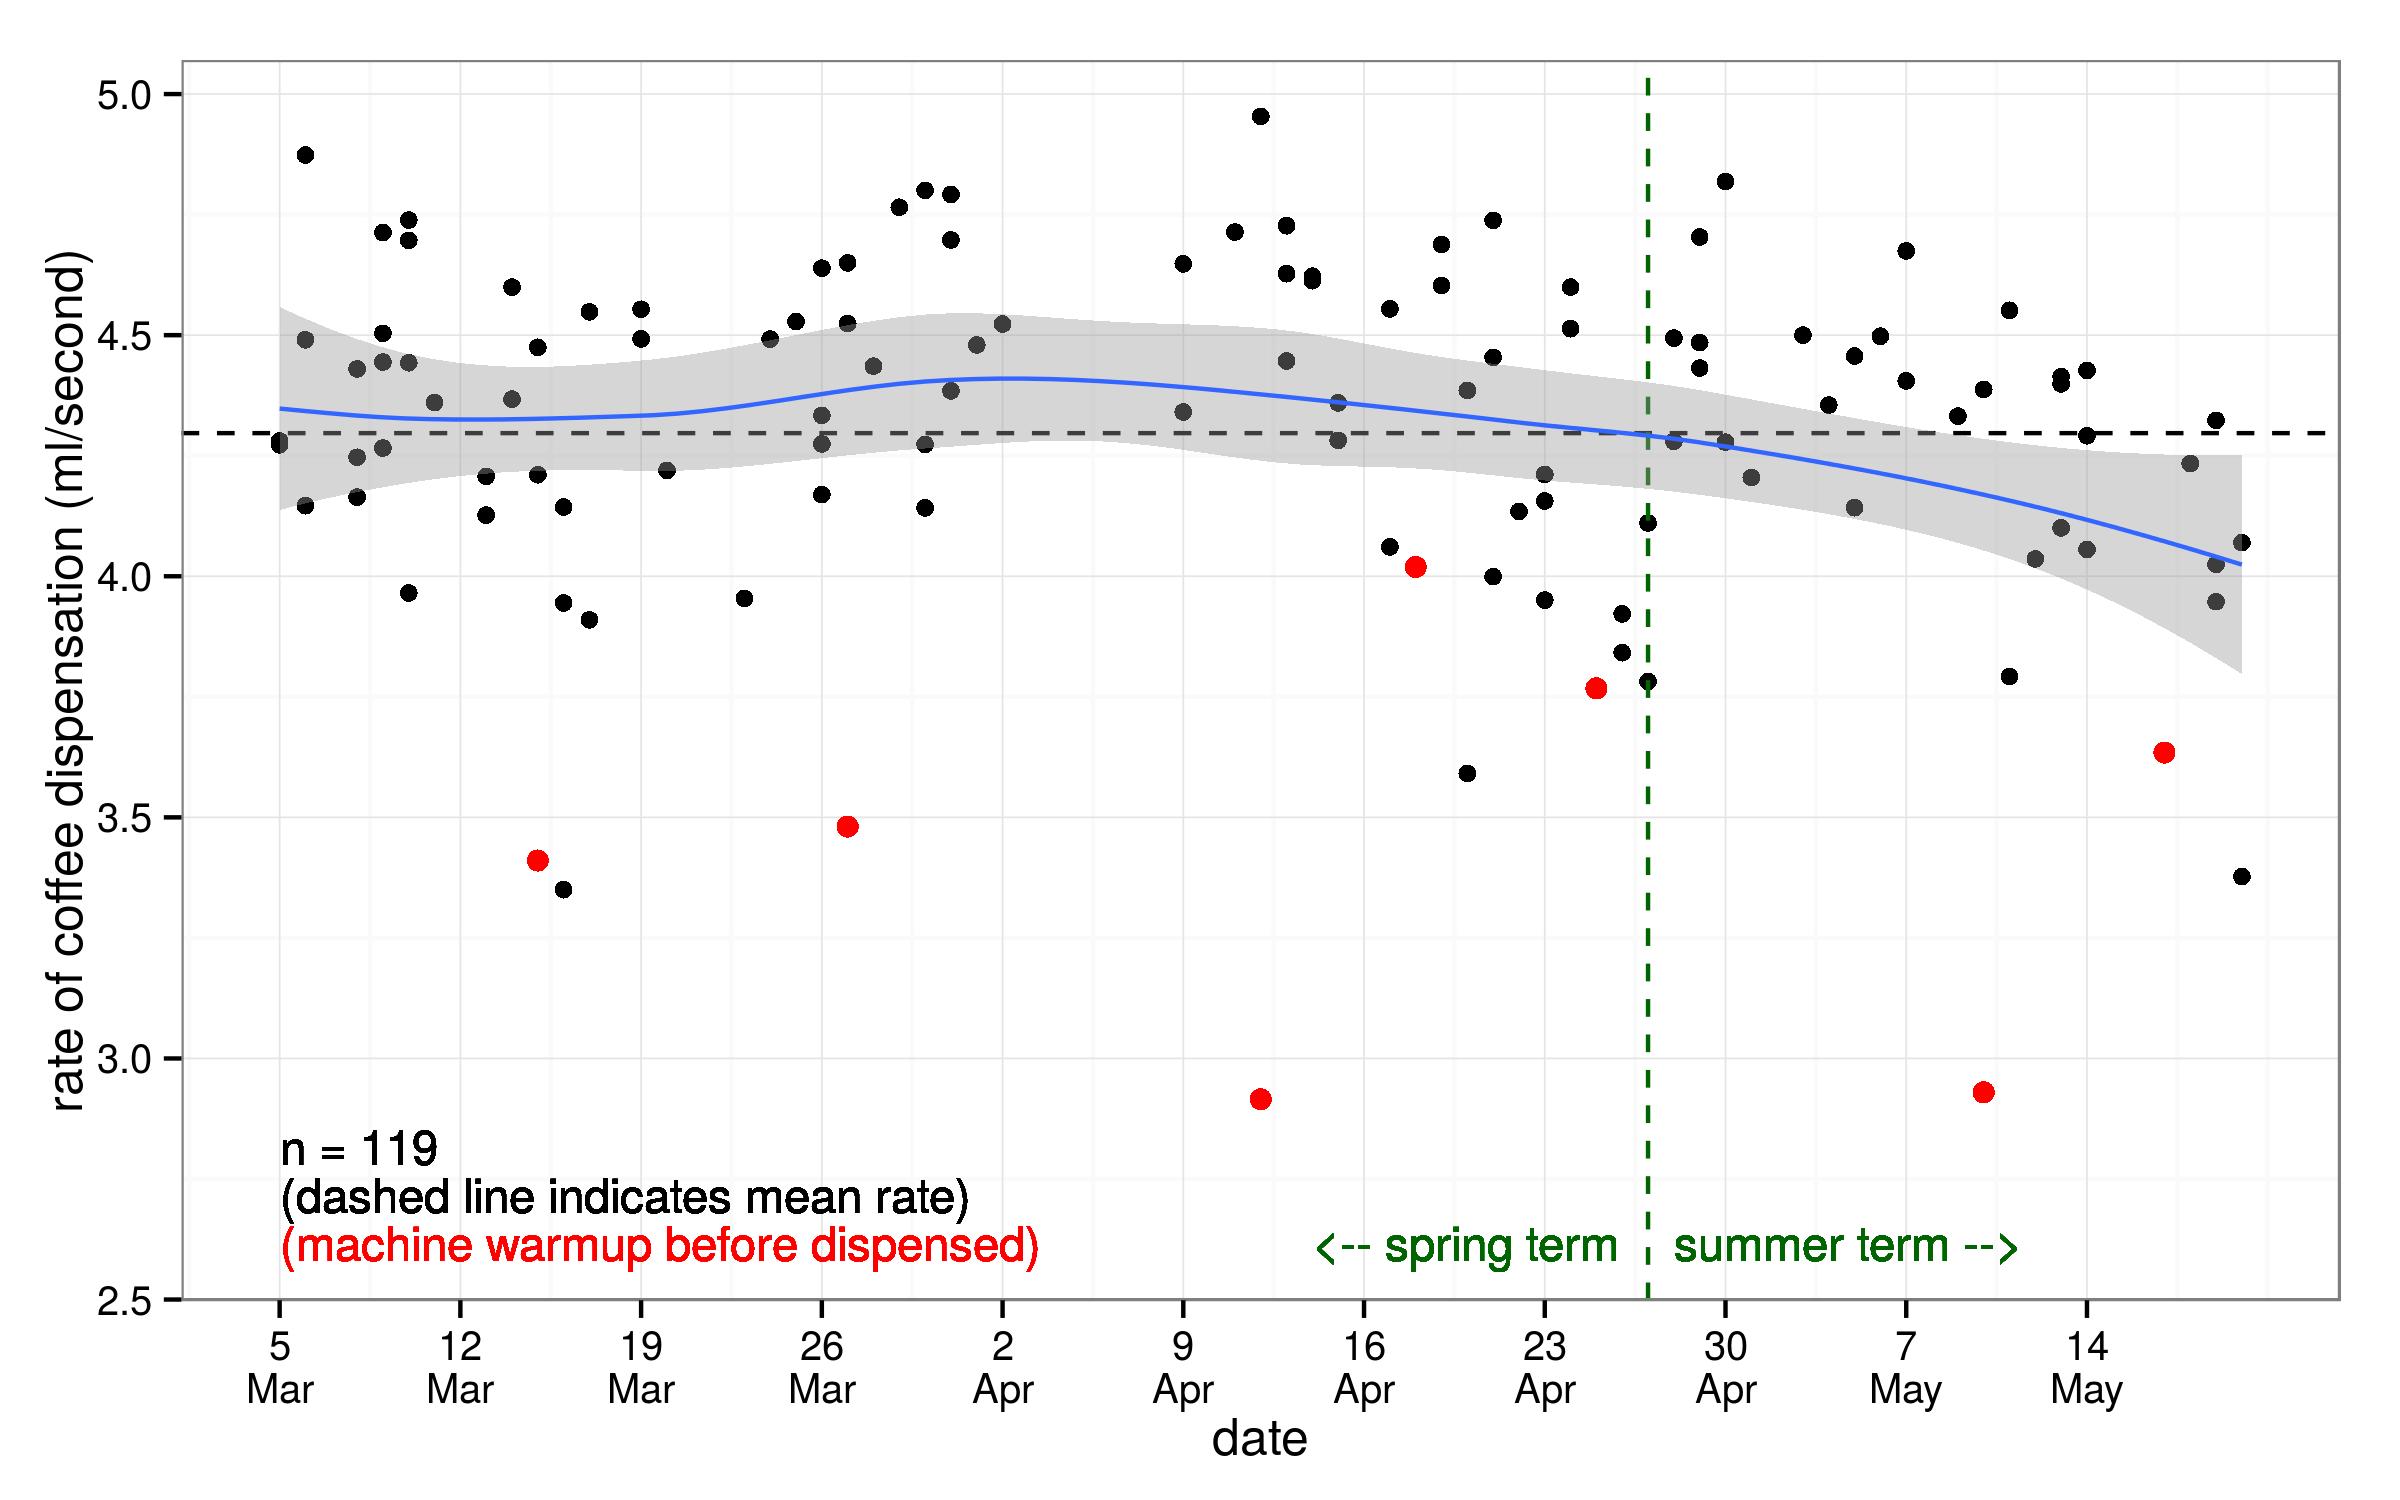 rate of coffee dispensation (ml/second)
5.0
4.5
4.0
3.5
3.0
2.5
n = 119
(dashed line indicates mean rate)
(machine warmup before dispensed)
<-- spring term
summer term -->
5 12 19 26 2 9 16 23 30 7 14
Mar Mar Mar Mar Apr Apr Apr Apr Apr May May
date